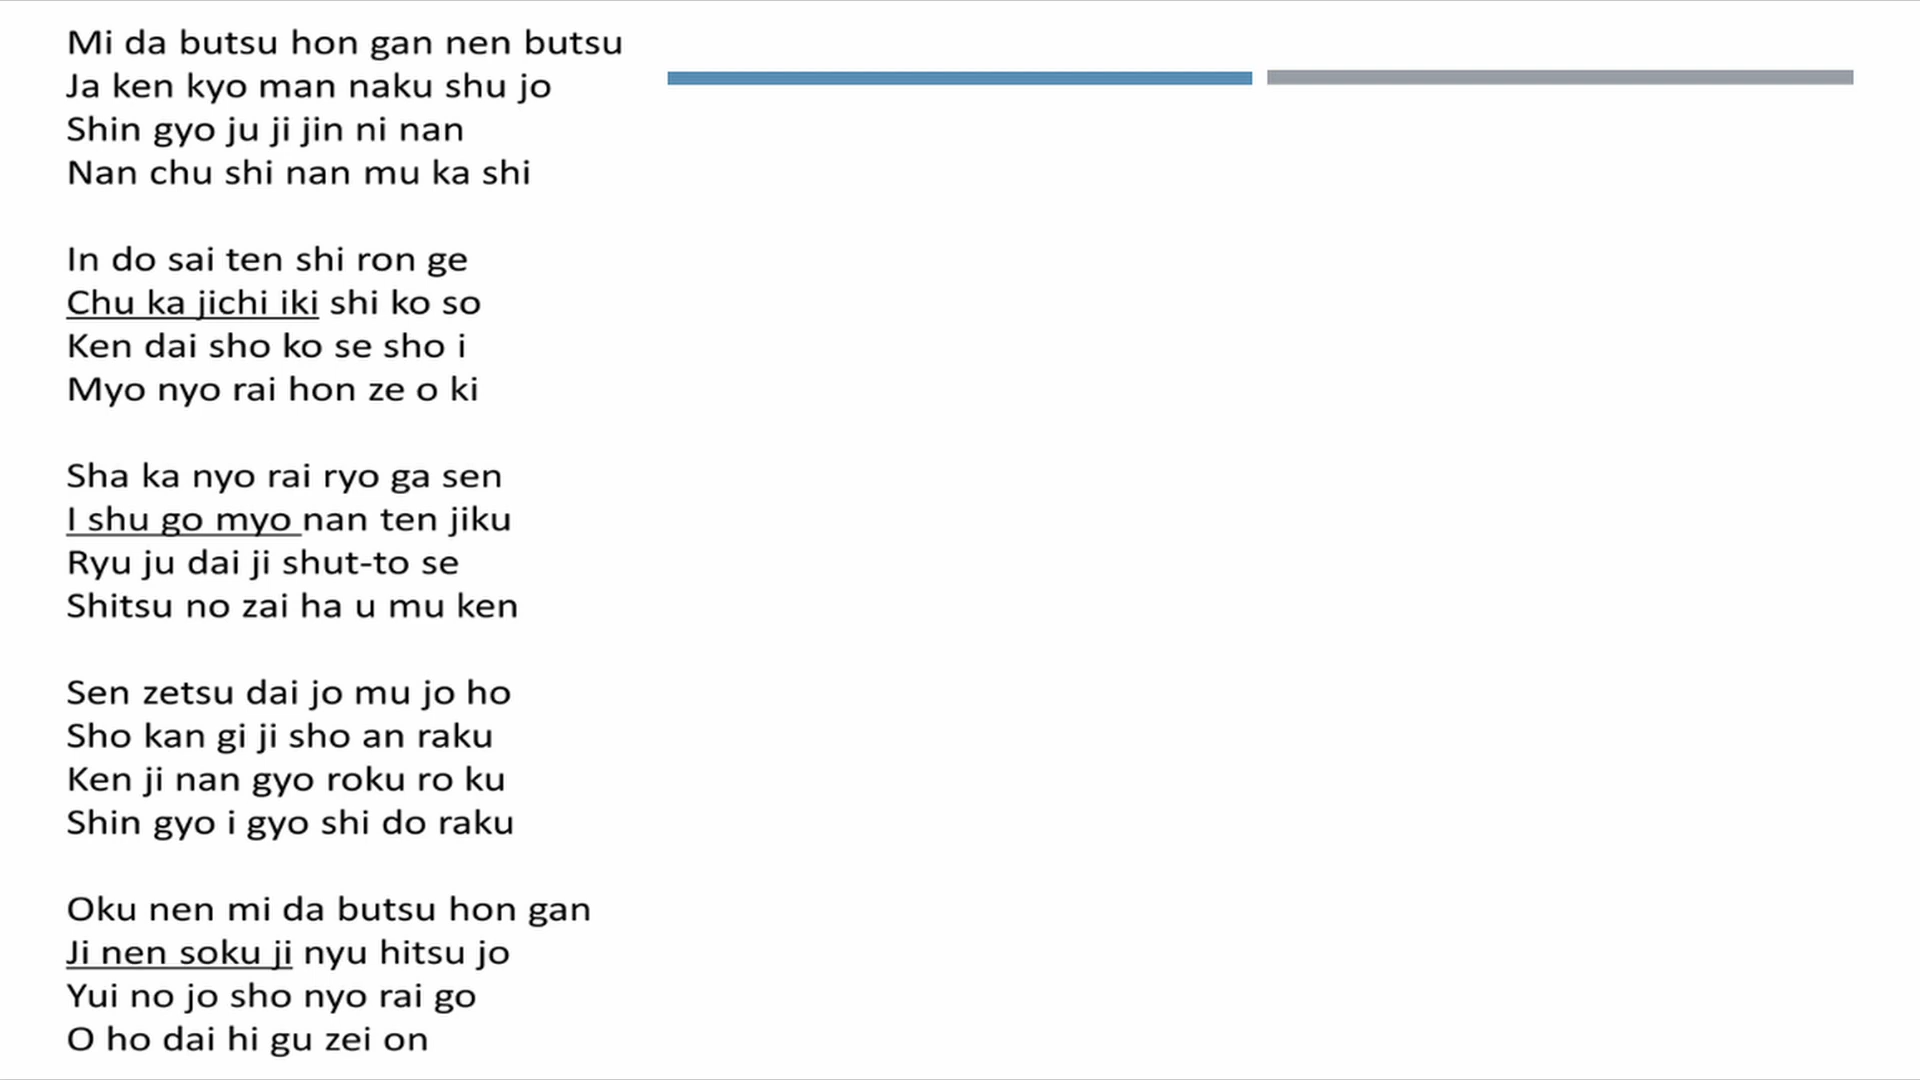 Mi da butsu hon gan nen butsu
Ja ken kyo man naku shu jo
Shin gyo ju ji jin ni nan
Nan chu shi nan mu ka shi
In do sai ten shi ron ge
Chu ka jichi iki shi ko so
Ken dai sho ko se sho i
Myo nyo rai hon ze o ki
Sha ka nyo rai ryo ga sen
I shu go myo nan ten jiku
Ryu ju dai ji shut-to se
Shitsu no zai ha u mu ken
Sen zetsu dai jo mu jo ho
Sho kan gi ji sho an raku
Ken ji nan gyo roku ro ku
Shin gyo i gyo shi do raku
Oku nen mi da butsu hon gan
Ji nen soku ji nyu hitsu jo
Yui no jo sho nyo rai go
O ho dai hi gu zei on